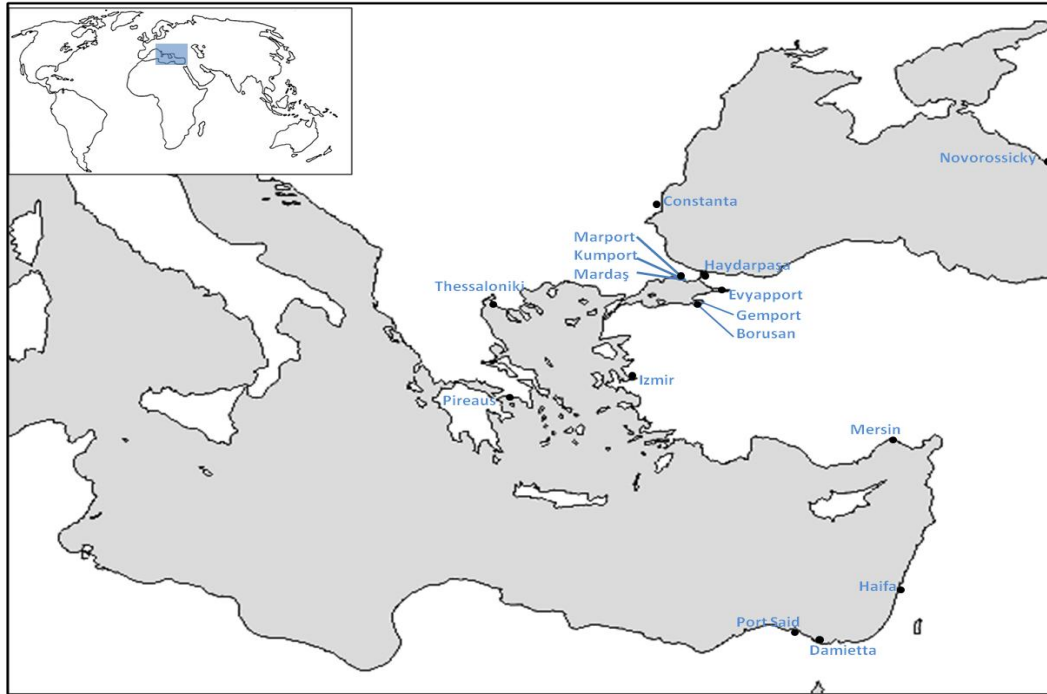 Novorossicky
Constanta
Marport
Kumport
Mardaş
Haydarpaşa
Thessaloniki
Evyapport
Gemport
Borusan
Izmir
Pireaus
Mersin
Haifa
Port Said
Damietta